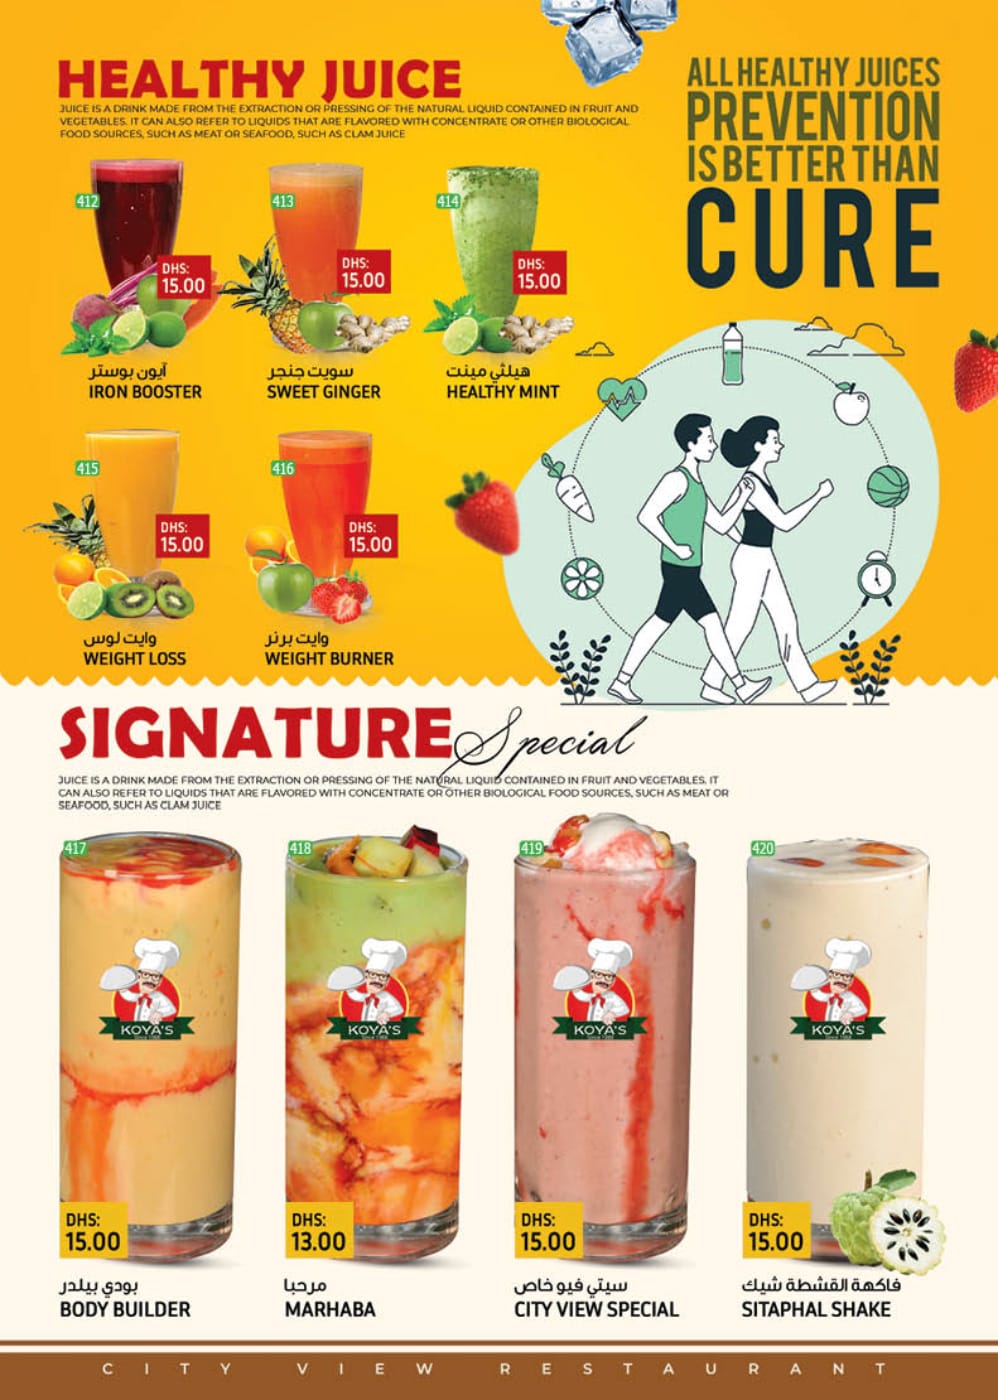 HEALTHY JUICE
JUICE IS A DRINK MADE FROM THE EXTRACTION OR PRESSING OF THE NATURAL LIQUID CONTAINED IN FRUIT AND
VEGETABLES. IT CAN ALSO REFER TO LIQUIDS THAT ARE FLAVORED WITH CONCENTRATE OR OTHER BIOLOGICAL
FOOD SOURCES, SUCH AS MEAT OR SEAFOOD, SUCH AS CLAM JUICE
ALL HEALTHY JUICES
PREVENTION
IS BETTER THAN
CURE
412
DHS:
15.00
آيون بوستر
IRON BOOSTER
413
DHS:
15.00
سويت جنجر
SWEET GINGER
414
DHS:
15.00
هيلثي مينت
HEALTHY MINT
415
DHS:
15.00
وايت لوس
WEIGHT LOSS
416
DHS:
15.00
وايت برنر
WEIGHT BURNER
SIGNATURE Special
JUICE IS A DRINK MADE FROM THE EXTRACTION OR PRESSING OF THE NATURAL LIQUID CONTAINED IN FRUIT AND VEGETABLES. IT
CAN ALSO REFER TO LIQUIDS THAT ARE FLAVORED WITH CONCENTRATE OR OTHER BIOLOGICAL FOOD SOURCES, SUCH AS MEAT OR
SEAFOOD, SUCH AS CLAM JUICE
417
KOYA'S
Since 1988
DHS:
15.00
بودي بيلدر
BODY BUILDER
418
KOYA'S
Since 1988
DHS:
13.00
مرحبا
MARHABA
419
KOYA'S
Since 1988
DHS:
15.00
سيتي فيو خاص
CITY VIEW SPECIAL
420
KOYA'S
Since 1988
DHS:
15.00
فاكهة القشطة شيك
SITAPHAL SHAKE
CITY VIEW RESTAURANT